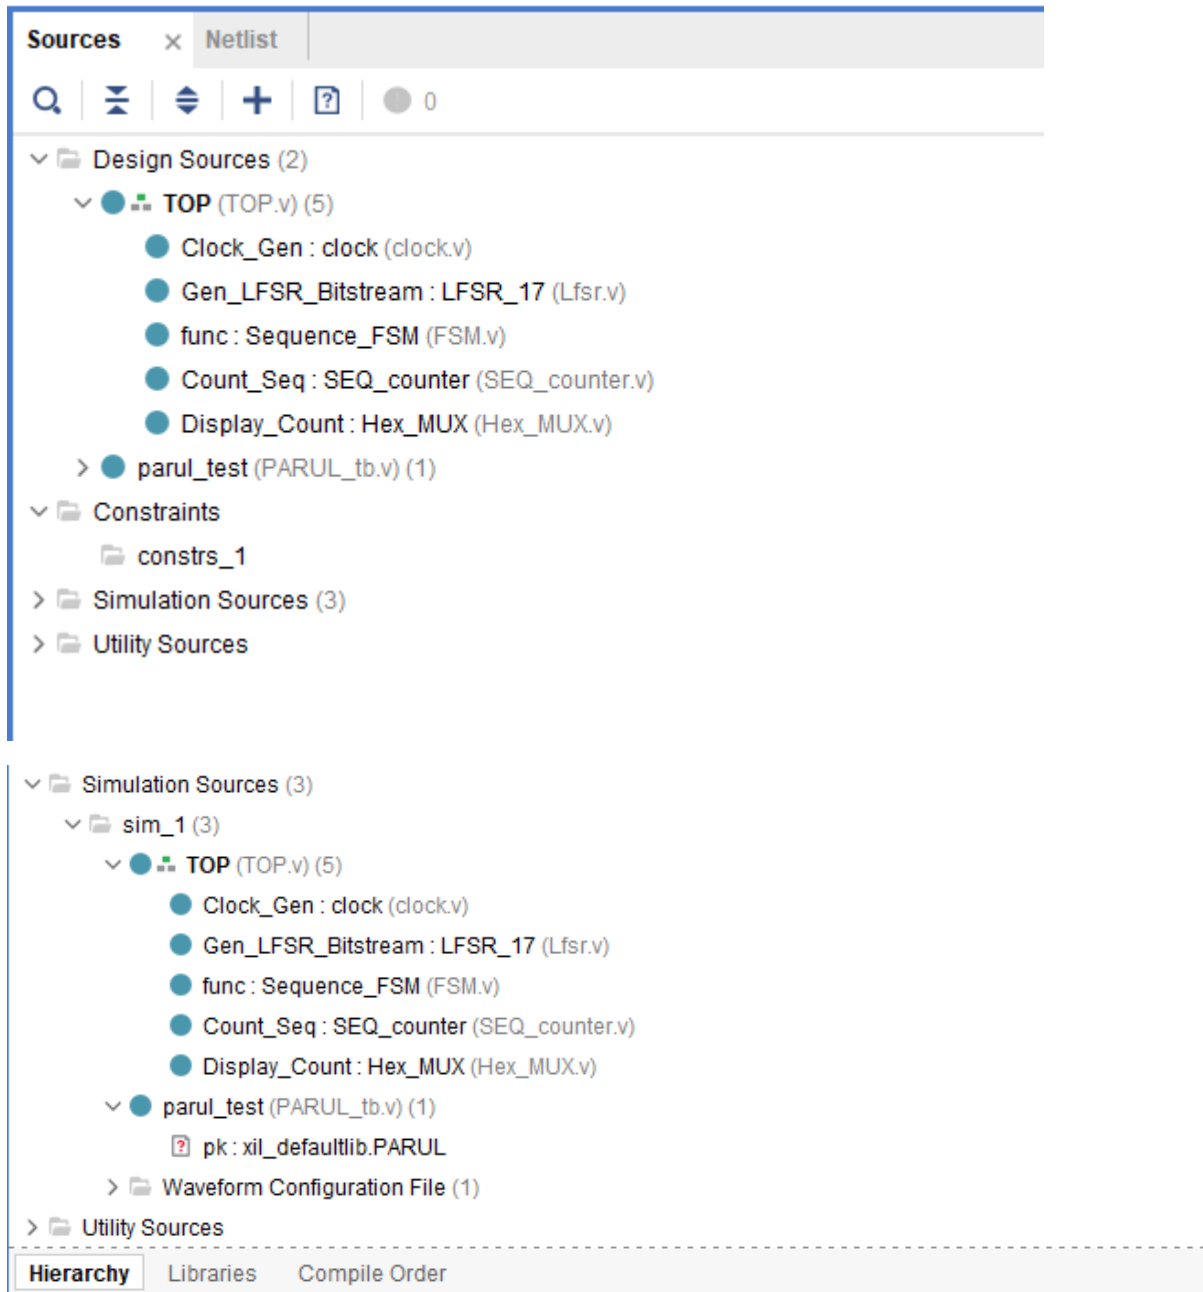 Sources × Netlist
0
Design Sources (2)
TOP (TOP.v) (5)
Clock_Gen : clock (clock.v)
Gen_LFSR_Bitstream : LFSR_17 (Lfsr.v)
func : Sequence_FSM (FSM.v)
Count_Seq : SEQ_counter (SEQ_counter.v)
Display_Count : Hex_MUX (Hex_MUX.v)
parul_test (PARUL_tb.v) (1)
Constraints
constrs_1
Simulation Sources (3)
Utility Sources
Simulation Sources (3)
sim_1 (3)
TOP (TOP.v) (5)
Clock_Gen : clock (clock.v)
Gen_LFSR_Bitstream : LFSR_17 (Lfsr.v)
func : Sequence_FSM (FSM.v)
Count_Seq : SEQ_counter (SEQ_counter.v)
Display_Count : Hex_MUX (Hex_MUX.v)
parul_test (PARUL_tb.v) (1)
pk : xil_defaultlib.PARUL
Waveform Configuration File (1)
Utility Sources
Hierarchy Libraries Compile Order